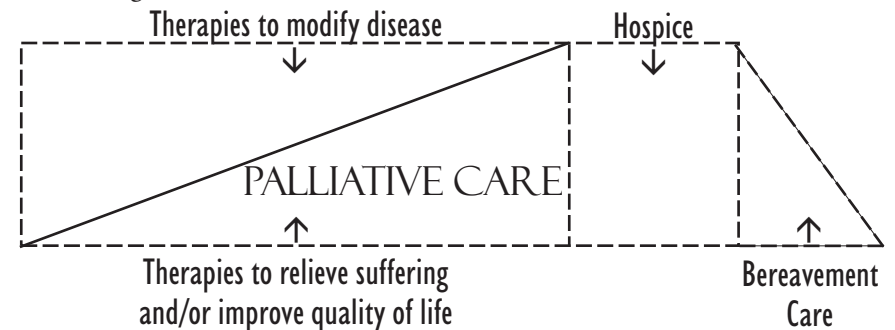 Therapies to modify disease
Hospice
PALLIATIVE CARE
Therapies to relieve suffering
and/or improve quality of life
Bereavement
Care